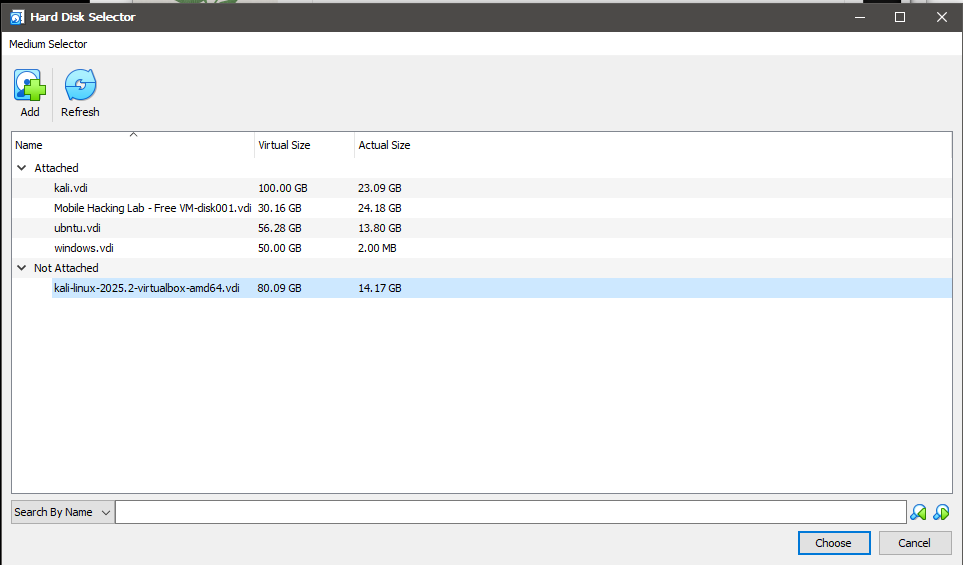 Hard Disk Selector
Medium Selector
Add Refresh
Name Virtual Size Actual Size
Attached
kali.vdi 100.00 GB 23.09 GB
Mobile Hacking Lab - Free VM-disk001.vdi 30.16 GB 24.18 GB
ubntu.vdi 56.28 GB 13.80 GB
windows.vdi 50.00 GB 2.00 MB
Not Attached
kali-linux-2025.2-virtualbox-amd64.vdi 80.09 GB 14.17 GB
Search By Name
Choose Cancel